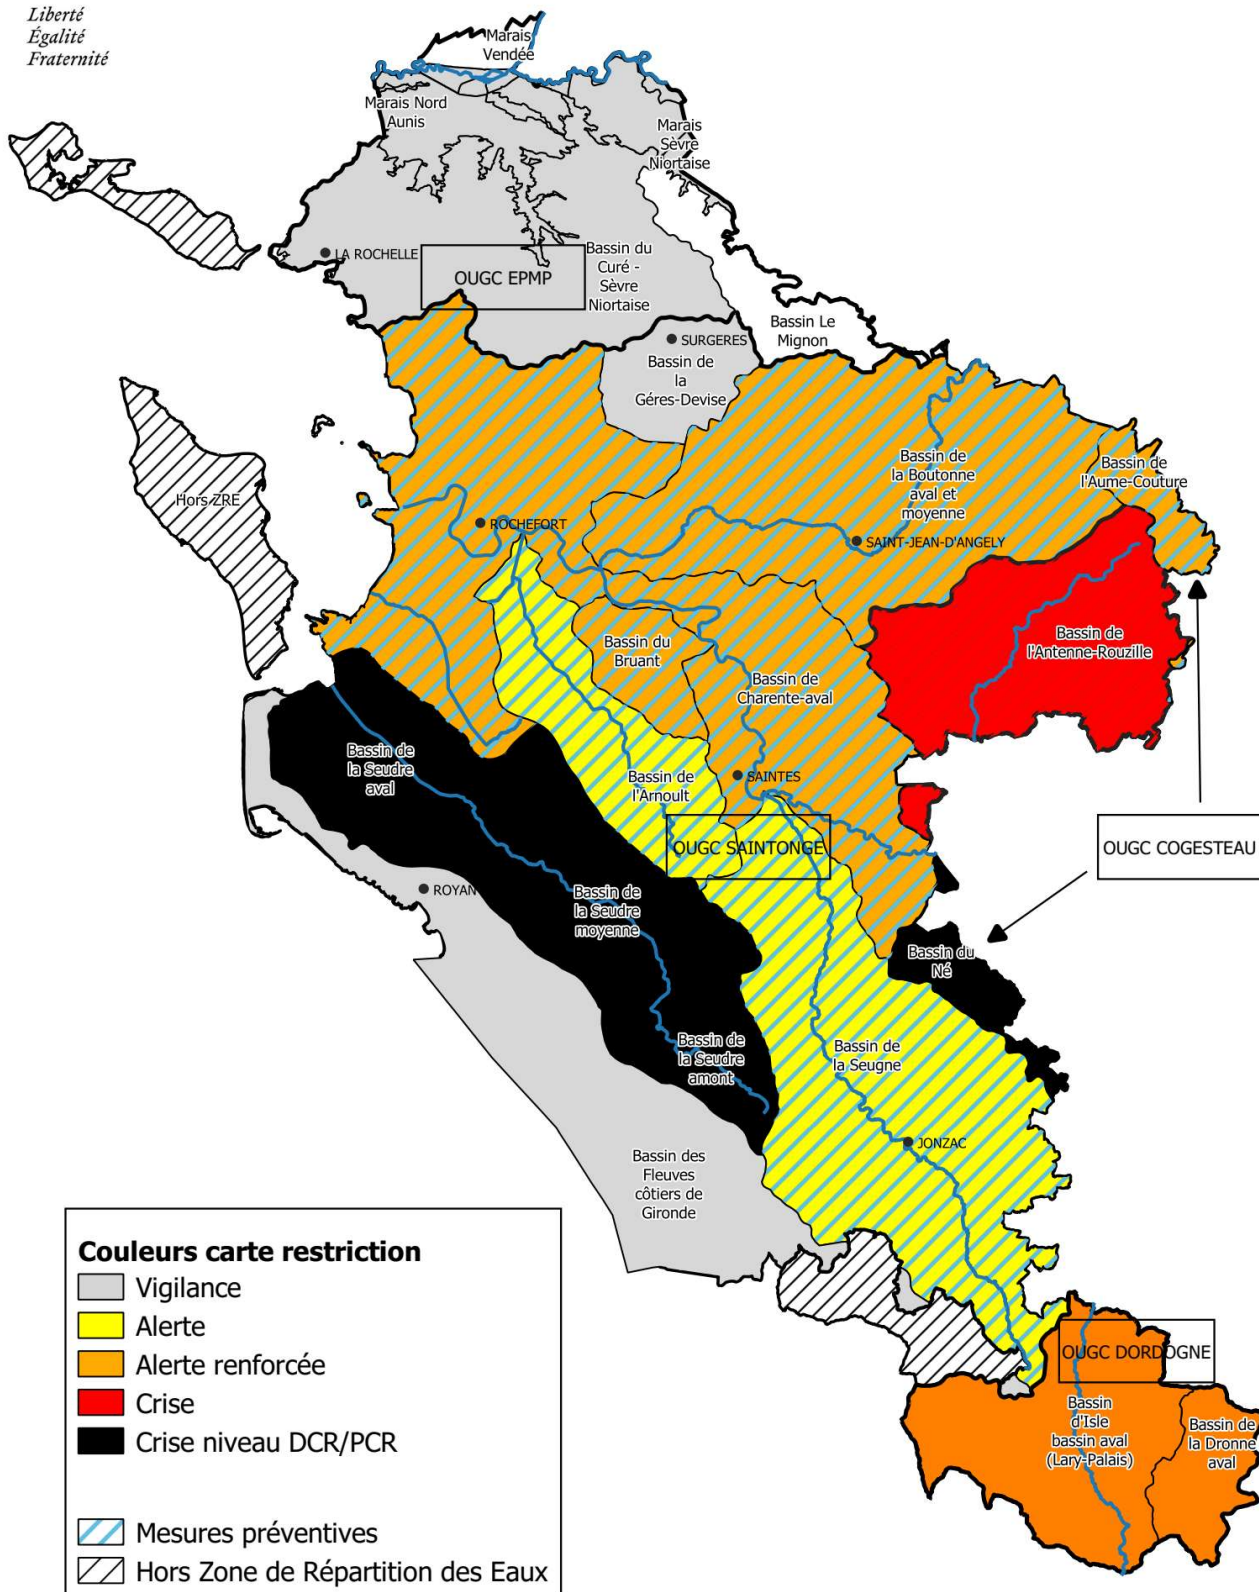 Liberté
Égalité
Fraternité
Marais
Vendée
Marais Nord
Aunis
Marais
Sèvre
Niortaise
LA ROCHELLE
OUGC EPMP
Bassin du
Curé -
Sèvre
Niortaise
Bassin Le
Mignon
SURGERES
Bassin de
la
Géres-Devise
Hors ZRE
Bassin de
la Boutonne
aval et
moyenne
Bassin de
l'Aume-Couture
ROCHEFORT
SAINT-JEAN-D'ANGELY
Bassin du
Bruant
Bassin de
l'Antenne-Rouzille
Bassin de
Charente-aval
Bassin de
la Seudre
aval
Bassin de
l'Arnoult
SAINTES
OUGC SAINTONGE
OUGC COGESTEAU
ROYAN
Bassin de
la Seudre
moyenne
Bassin du
Né
Bassin de
la Seudre
amont
Bassin de
la Seugne
JONZAC
Bassin des
Fleuves
côtiers de
Gironde
OUGC DORDOGNE
Bassin
d'Isle
bassin aval
(Lary-Palais)
Bassin de
la Dronne
aval
Couleurs carte restriction
Vigilance
Alerte
Alerte renforcée
Crise
Crise niveau DCR/PCR
Mesures préventives
Hors Zone de Répartition des Eaux